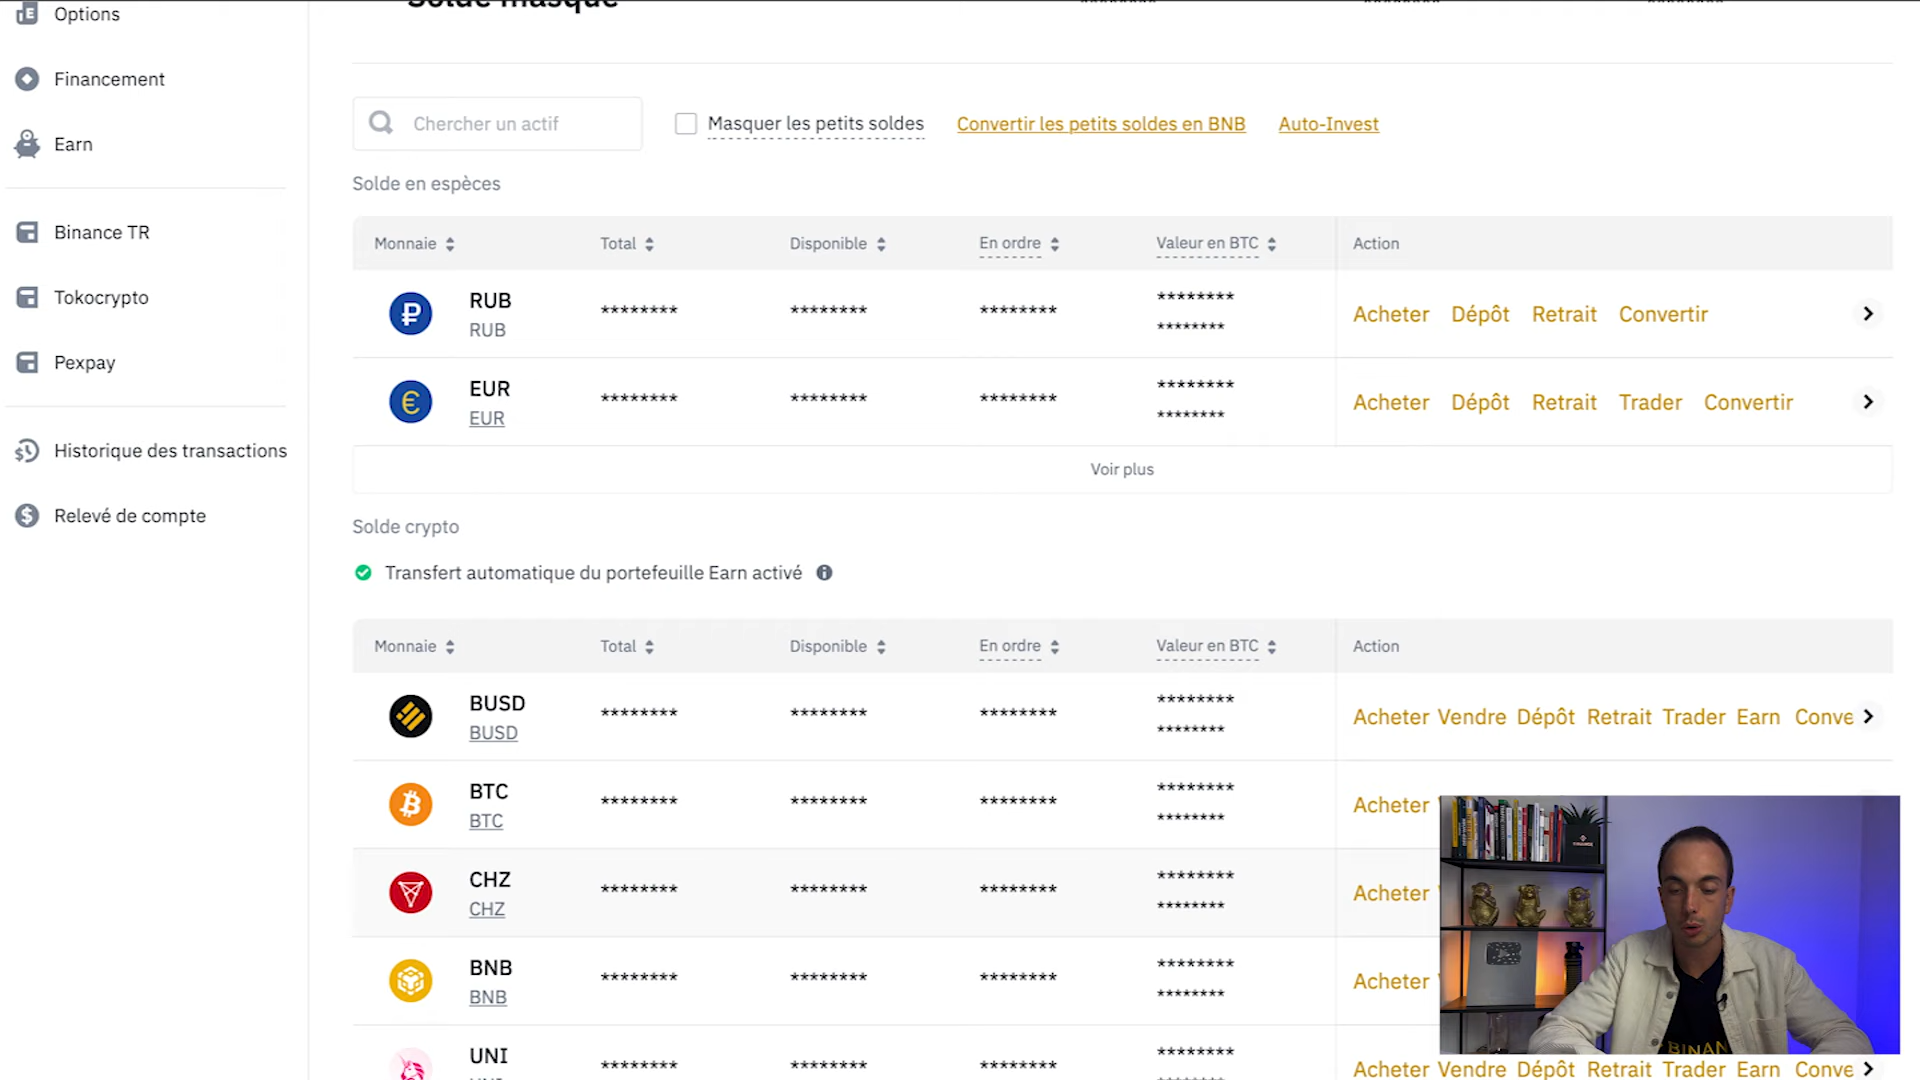 Options
Financement
Earn
Binance TR
Tokocrypto
Pexpay
Historique des transactions
Relevé de compte
Solde masqué
******** ******** ********
Chercher un actif
Masquer les petits soldes
Convertir les petits soldes en BNB
Auto-Invest
Solde en espèces
Monnaie Total Disponible En ordre Valeur en BTC Action
RUB ******** ******** ******** ******** Acheter Dépôt Retrait Convertir
RUB ********
EUR ******** ******** ******** ******** Acheter Dépôt Retrait Trader Convertir
EUR ********
Voir plus
Solde crypto
Transfert automatique du portefeuille Earn activé
Monnaie Total Disponible En ordre Valeur en BTC Action
BUSD ******** ******** ******** ******** Acheter Vendre Dépôt Retrait Trader Earn Conve
BUSD ********
BTC ******** ******** ******** ******** Acheter
BTC ********
CHZ ******** ******** ******** ******** Acheter
CHZ ********
BNB ******** ******** ******** ******** Acheter
BNB ********
UNI ******** ******** ******** ******** Acheter Vendre Dépôt Retrait Trader Earn Conve
BINAN